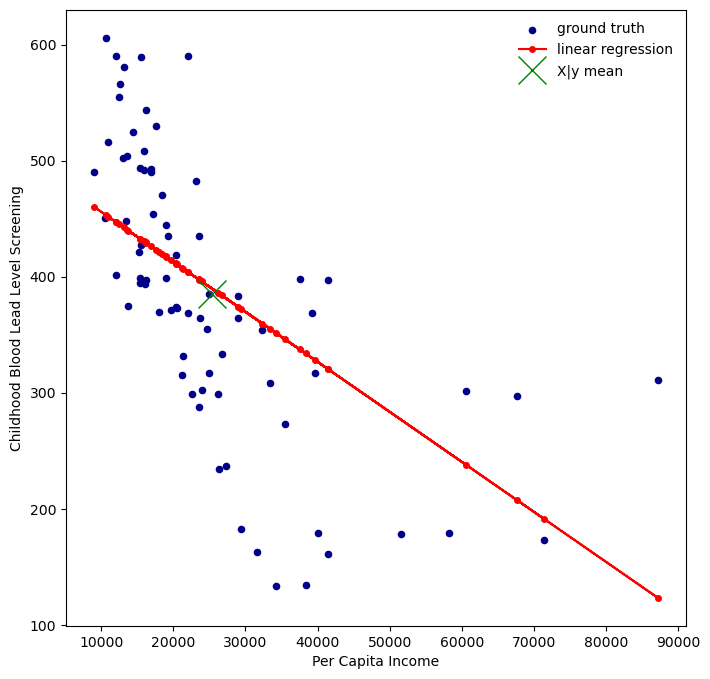 ground truth
linear regression
X|y mean
600
500
400
300
200
100
Childhood Blood Lead Level Screening
10000 20000 30000 40000 50000 60000 70000 80000 90000
Per Capita Income